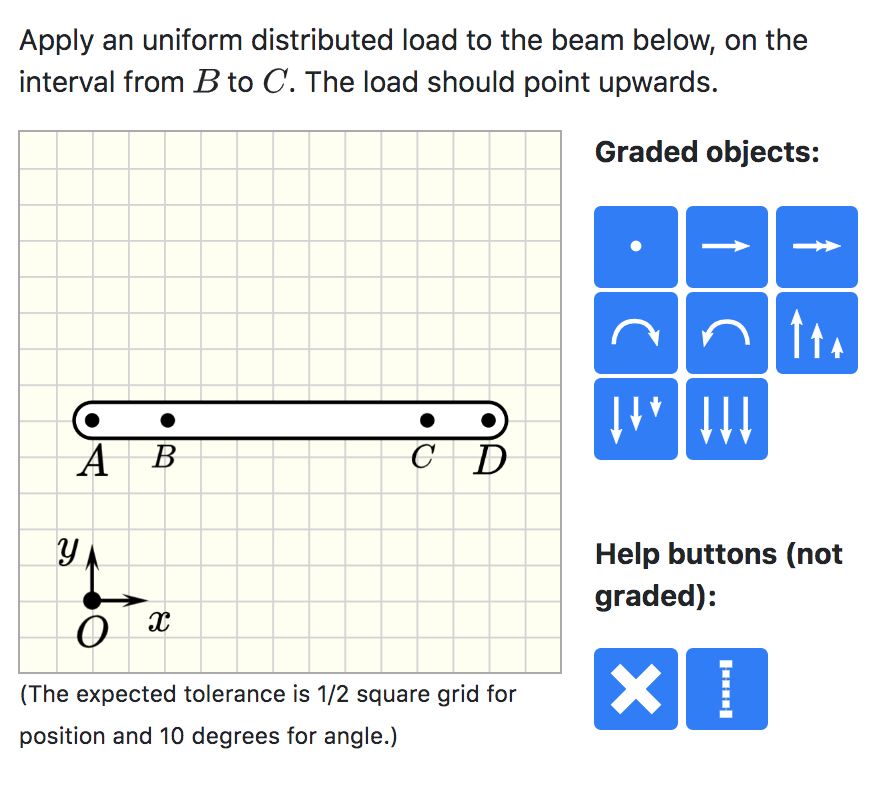 Apply an uniform distributed load to the beam below, on the
interval from B to C. The load should point upwards.
Graded objects:
A B C D
y
x
O
Help buttons (not
graded):
(The expected tolerance is 1/2 square grid for
position and 10 degrees for angle.)